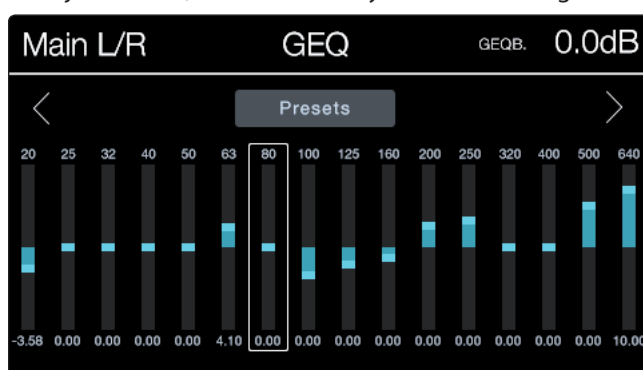 Main L/R GEQ GEQB. 0.0dB
Presets
20 25 32 40 50 63 80 100 125 160 200 250 320 400 500 640
-3.58 0.00 0.00 0.00 0.00 4.10 0.00 0.00 0.00 0.00 0.00 0.00 0.00 0.00 0.00 10.00